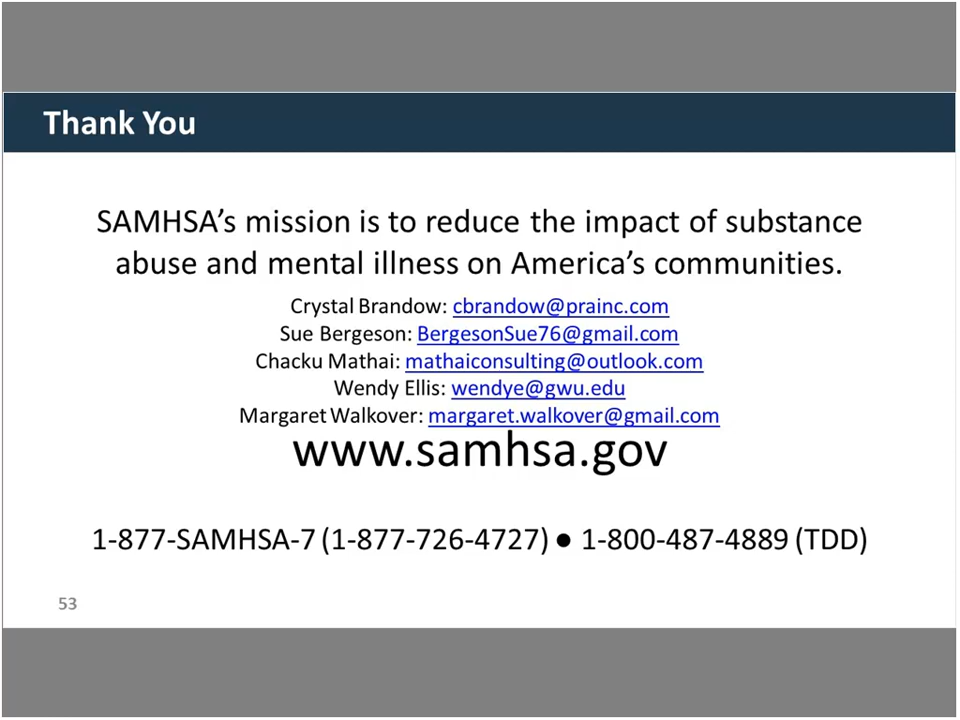 Thank You
SAMHSA’s mission is to reduce the impact of substance
abuse and mental illness on America’s communities.
Crystal Brandow: cbrandow@prainc.com
Sue Bergeson: BergesonSue76@gmail.com
Chacku Mathai: mathaiconsulting@outlook.com
Wendy Ellis: wendye@gwu.edu
Margaret Walkover: margaret.walkover@gmail.com
www.samhsa.gov
1-877-SAMHSA-7 (1-877-726-4727) ● 1-800-487-4889 (TDD)
53